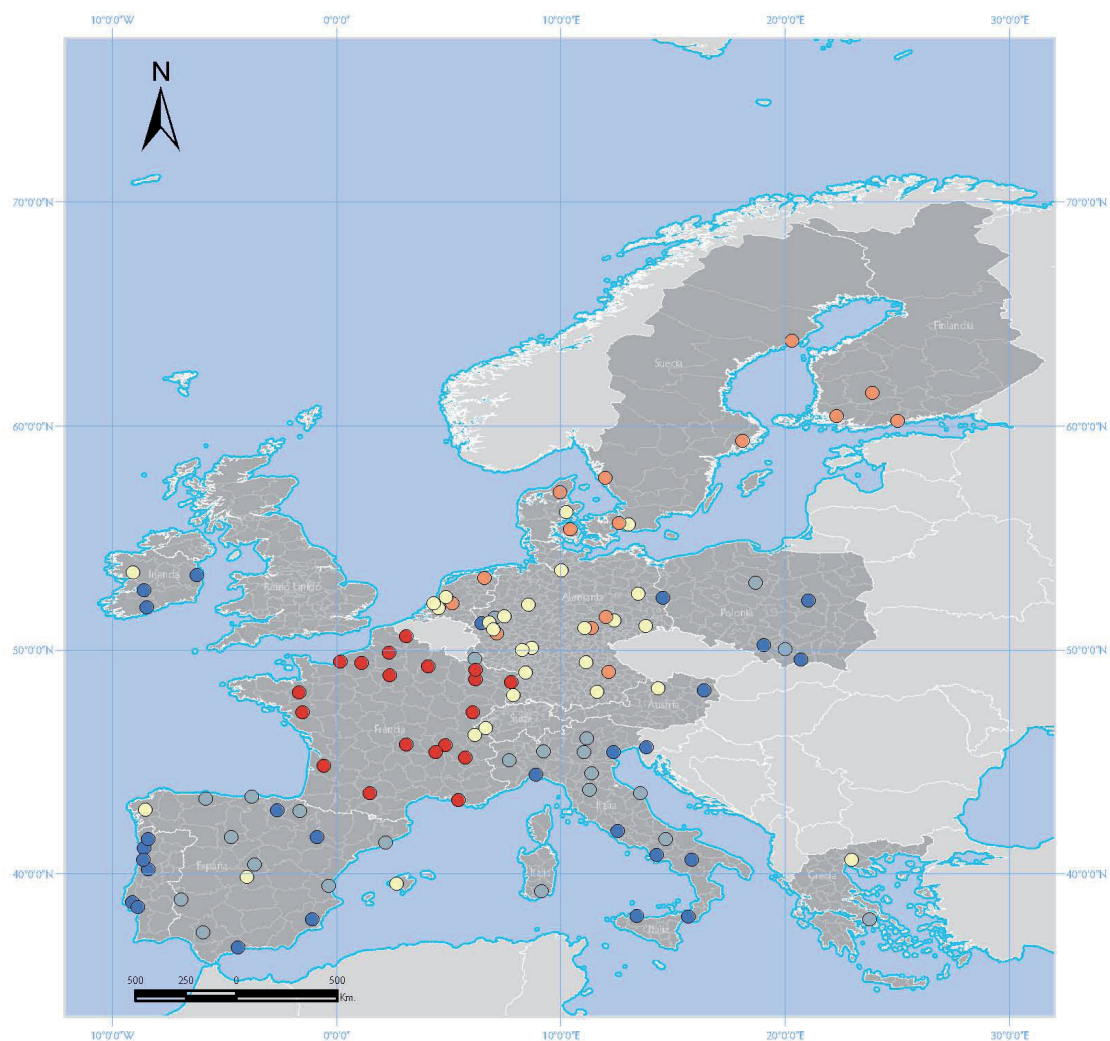 10°0'0"W 0°0'0" 10°0'0"E 20°0'0"E 30°0'0"E
N
70°0'0"N 70°0'0"N
Finlandia
Suecia
60°0'0"N 60°0'0"N
Irlanda
Reino Unido
Alemania
Polonia
50°0'0"N 50°0'0"N
Austria
Suiza
Francia
Italia
España
40°0'0"N Italia Grecia 40°0'0"N
Italia
500 250 0 500
Km.
10°0'0"W 0°0'0" 10°0'0"E 20°0'0"E 30°0'0"E